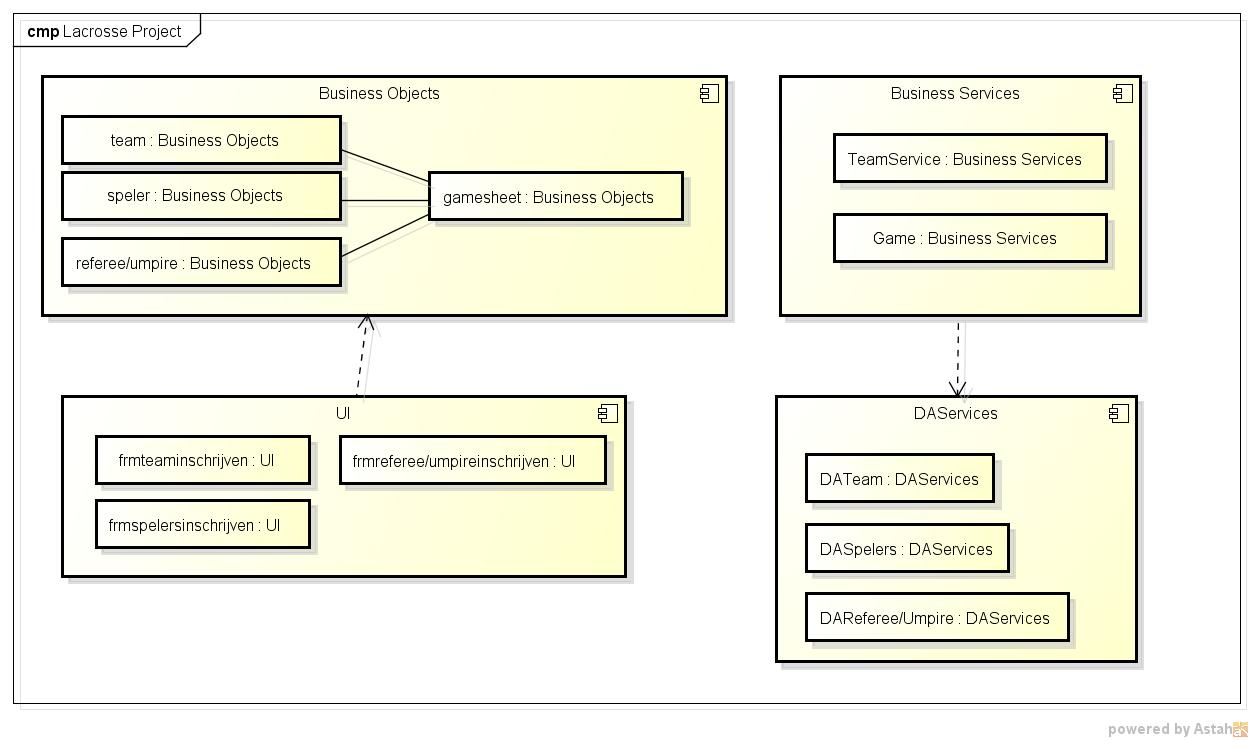 cmp Lacrosse Project
Business Objects
team : Business Objects
speler : Business Objects
gamesheet : Business Objects
referee/umpire : Business Objects
Business Services
TeamService : Business Services
Game : Business Services
UI
frmteaminschrijven : UI
frmreferee/umpireinschrijven : UI
frmspelersinschrijven : UI
DAServices
DATeam : DAServices
DASpelers : DAServices
DAReferee/Umpire : DAServices
powered by Astah